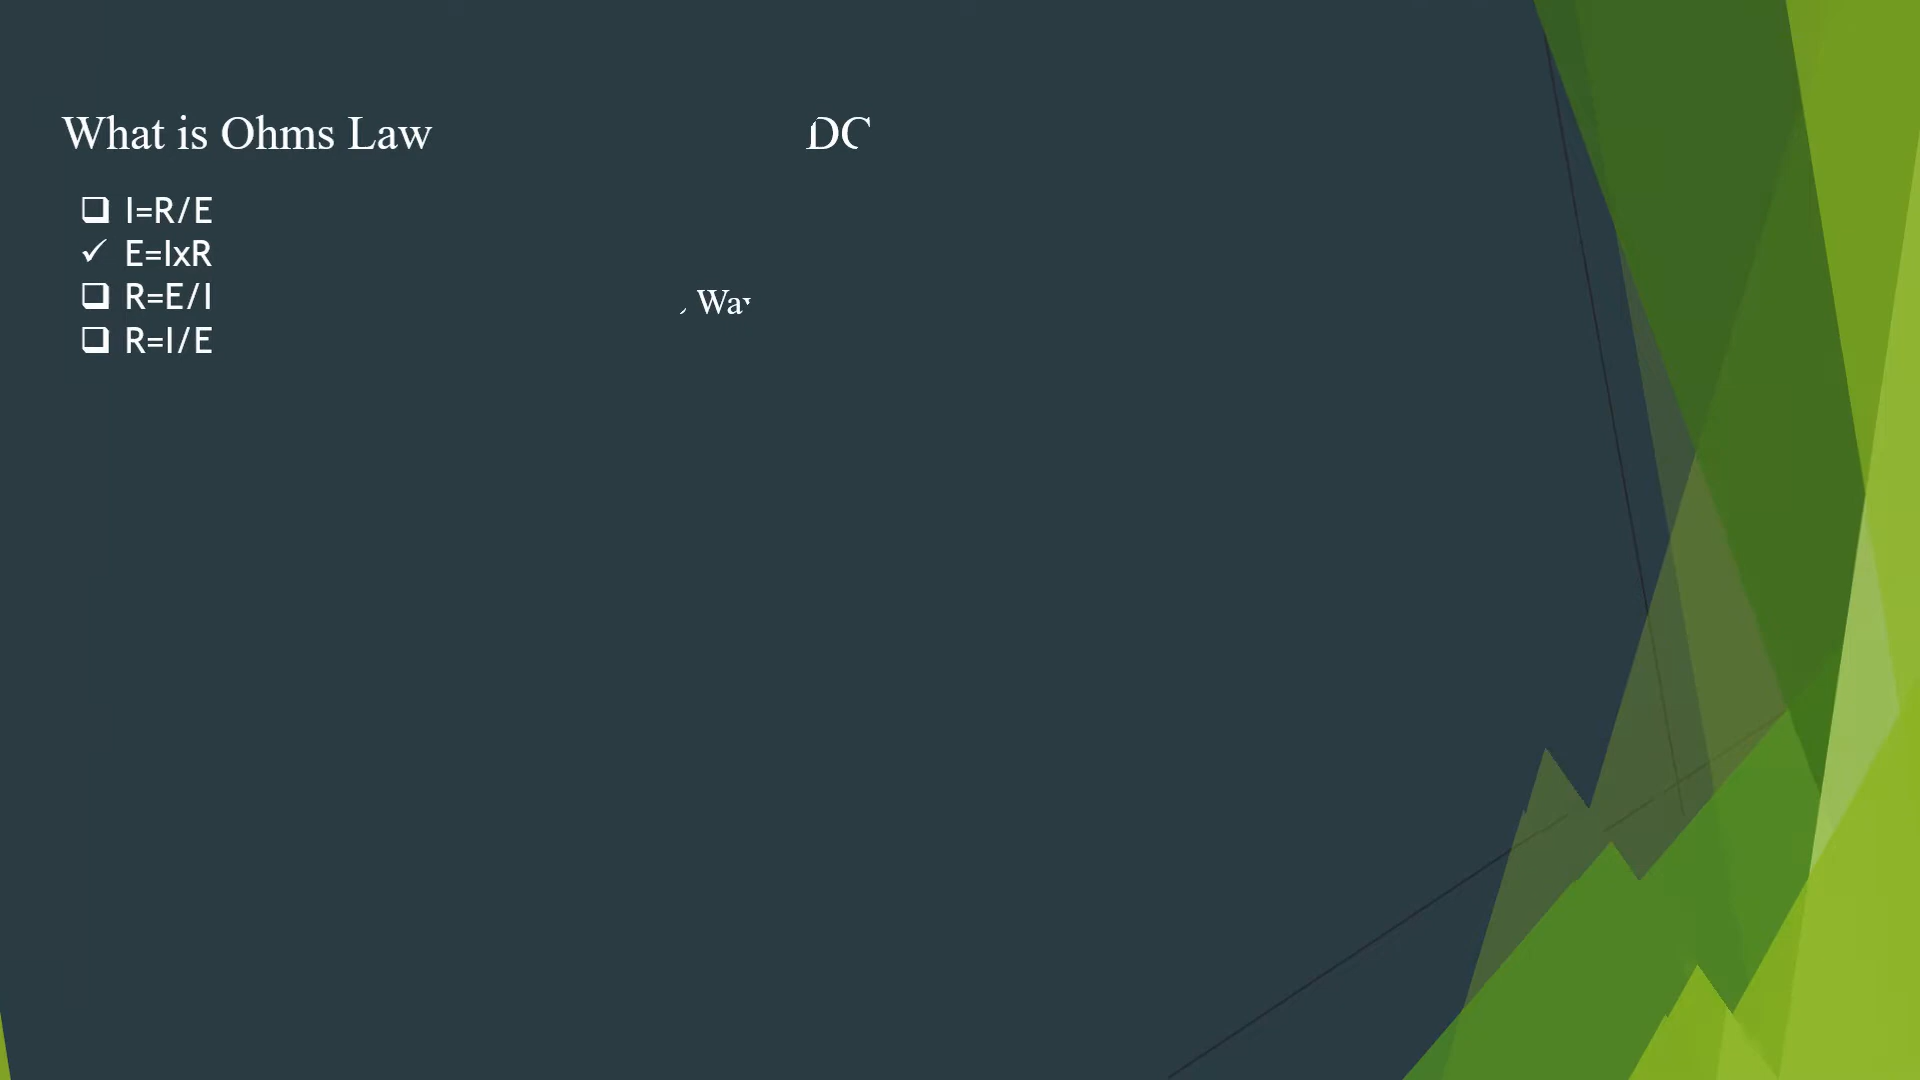 What is Ohms Law
I=R/E
E=IxR
R=E/I
R=I/E
DC